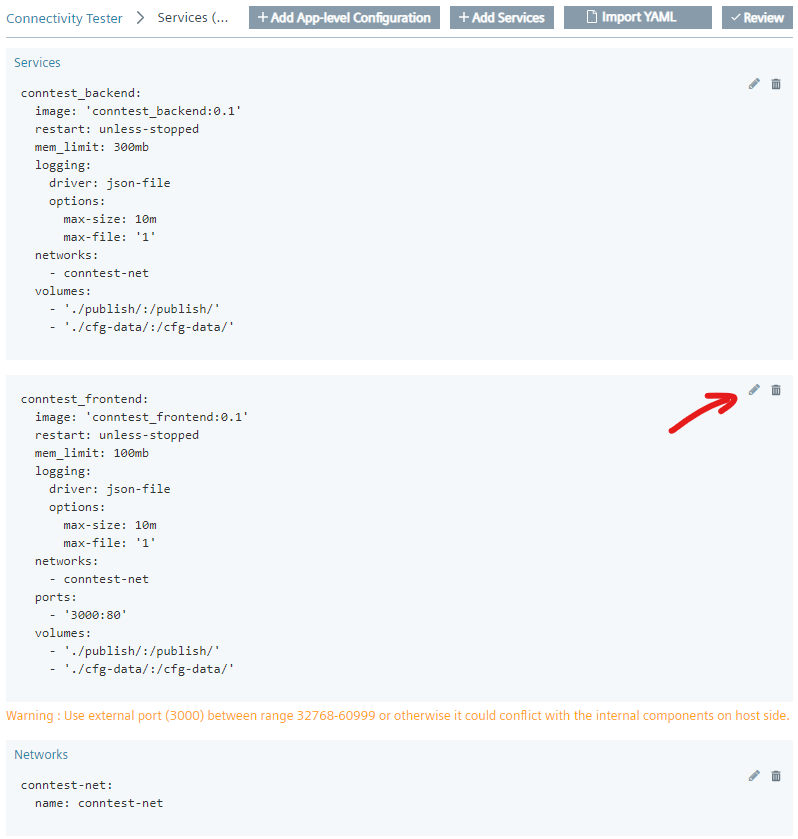 Connectivity Tester > Services (...
+ Add App-level Configuration
+ Add Services
Import YAML
Review
Services
conntest_backend:
  image: 'conntest_backend:0.1'
  restart: unless-stopped
  mem_limit: 300mb
  logging:
    driver: json-file
    options:
      max-size: 10m
      max-file: '1'
  networks:
    - conntest-net
  volumes:
    - './publish/:/publish/'
    - './cfg-data/:/cfg-data/'
conntest_frontend:
  image: 'conntest_frontend:0.1'
  restart: unless-stopped
  mem_limit: 100mb
  logging:
    driver: json-file
    options:
      max-size: 10m
      max-file: '1'
  networks:
    - conntest-net
  ports:
    - '3000:80'
  volumes:
    - './publish/:/publish/'
    - './cfg-data/:/cfg-data/'
Warning : Use external port (3000) between range 32768-60999 or otherwise it could conflict with the internal components on host side.
Networks
conntest-net:
  name: conntest-net